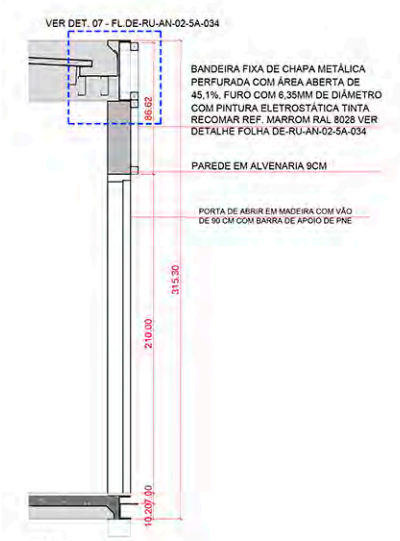 VER DET. 07 - FL.DE-RU-AN-02-5A-034
BANDEIRA FIXA DE CHAPA METÁLICA
PERFURADA COM ÁREA ABERTA DE
45,1%, FURO COM 6,35MM DE DIÂMETRO
COM PINTURA ELETROSTÁTICA TINTA
RECOMAR REF. MARROM RAL 8028 VER
DETALHE FOLHA DE-RU-AN-02-5A-034
86.62
PAREDE EM ALVENARIA 9CM
PORTA DE ABRIR EM MADEIRA COM VÃO
DE 90 CM COM BARRA DE APOIO DE PNE
315.30
210.00
10.20
7.00